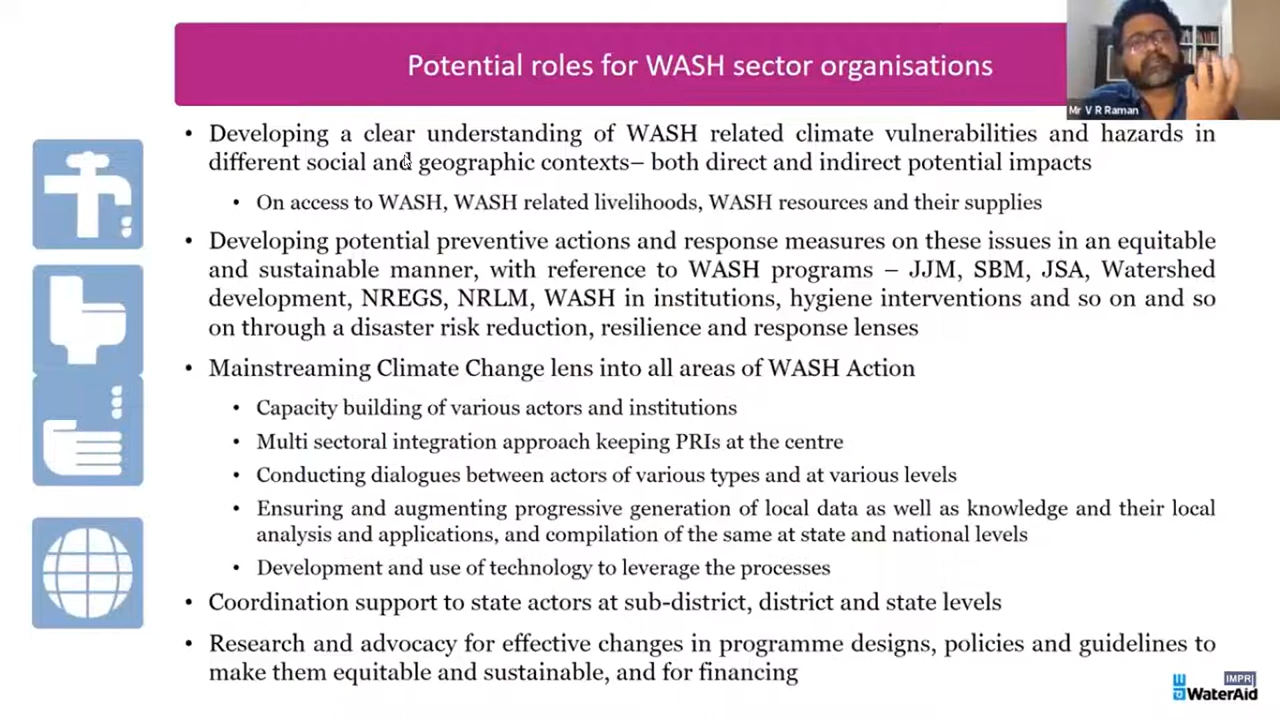 Potential roles for WASH sector organisations
Mr V R Raman
• Developing a clear understanding of WASH related climate vulnerabilities and hazards in
different social and geographic contexts– both direct and indirect potential impacts
• On access to WASH, WASH related livelihoods, WASH resources and their supplies
• Developing potential preventive actions and response measures on these issues in an equitable
and sustainable manner, with reference to WASH programs – JJM, SBM, JSA, Watershed
development, NREGS, NRLM, WASH in institutions, hygiene interventions and so on and so
on through a disaster risk reduction, resilience and response lenses
• Mainstreaming Climate Change lens into all areas of WASH Action
• Capacity building of various actors and institutions
• Multi sectoral integration approach keeping PRIs at the centre
• Conducting dialogues between actors of various types and at various levels
• Ensuring and augmenting progressive generation of local data as well as knowledge and their local
analysis and applications, and compilation of the same at state and national levels
• Development and use of technology to leverage the processes
• Coordination support to state actors at sub-district, district and state levels
• Research and advocacy for effective changes in programme designs, policies and guidelines to
make them equitable and sustainable, and for financing
IMPRI
WaterAid